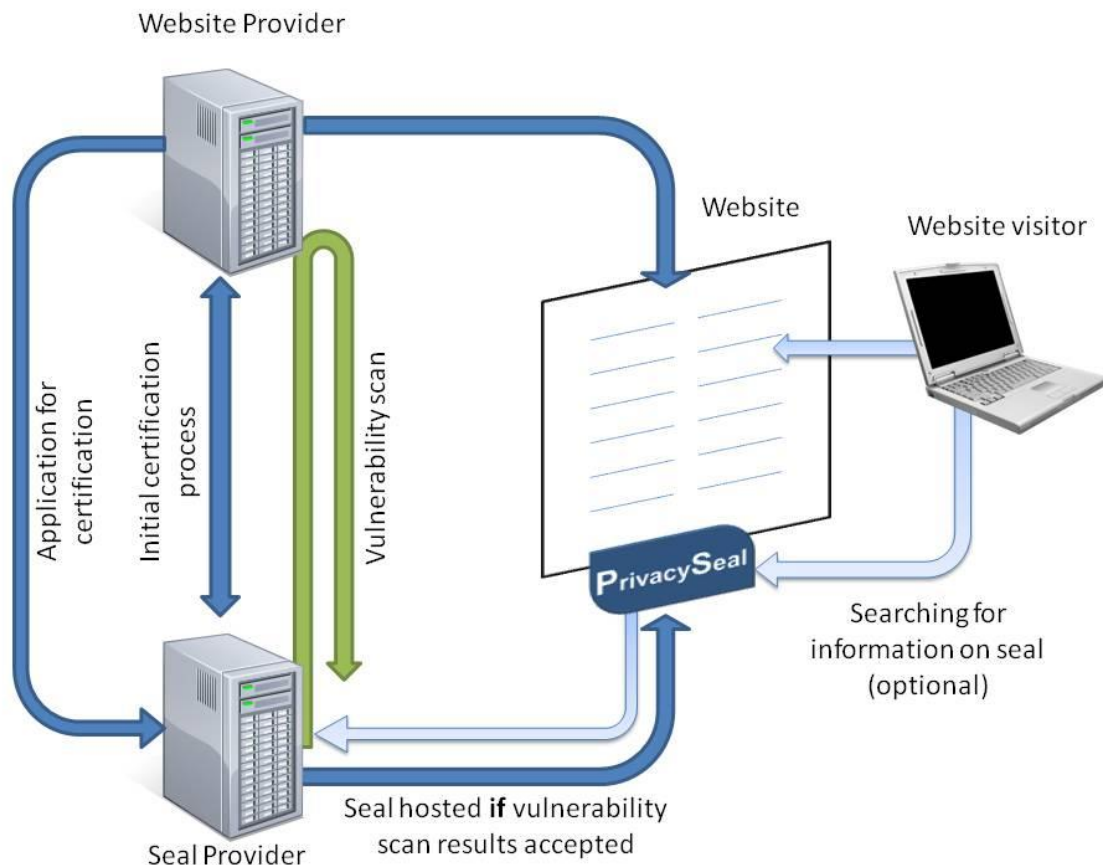 Website Provider
Website
Website visitor
Application for
certification
Initial certification
process
Vulnerability scan
PrivacySeal
Searching for
information on seal
(optional)
Seal hosted if vulnerability
scan results accepted
Seal Provider